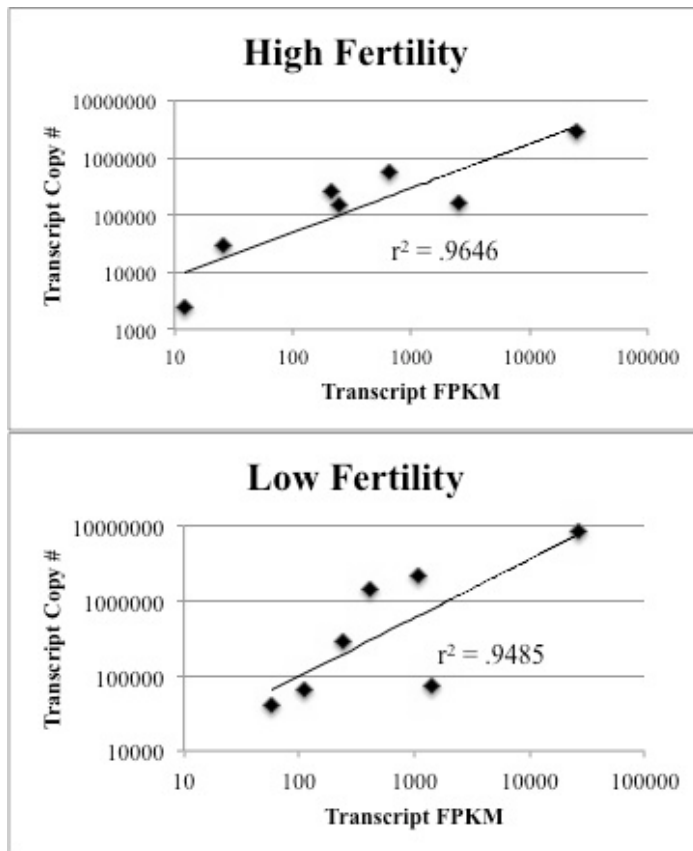 High Fertility
Transcript Copy #
10000000
1000000
100000
10000
1000
r² = .9646
10 100 1000 10000 100000
Transcript FPKM
Low Fertility
Transcript Copy #
10000000
1000000
100000
10000
r² = .9485
10 100 1000 10000 100000
Transcript FPKM